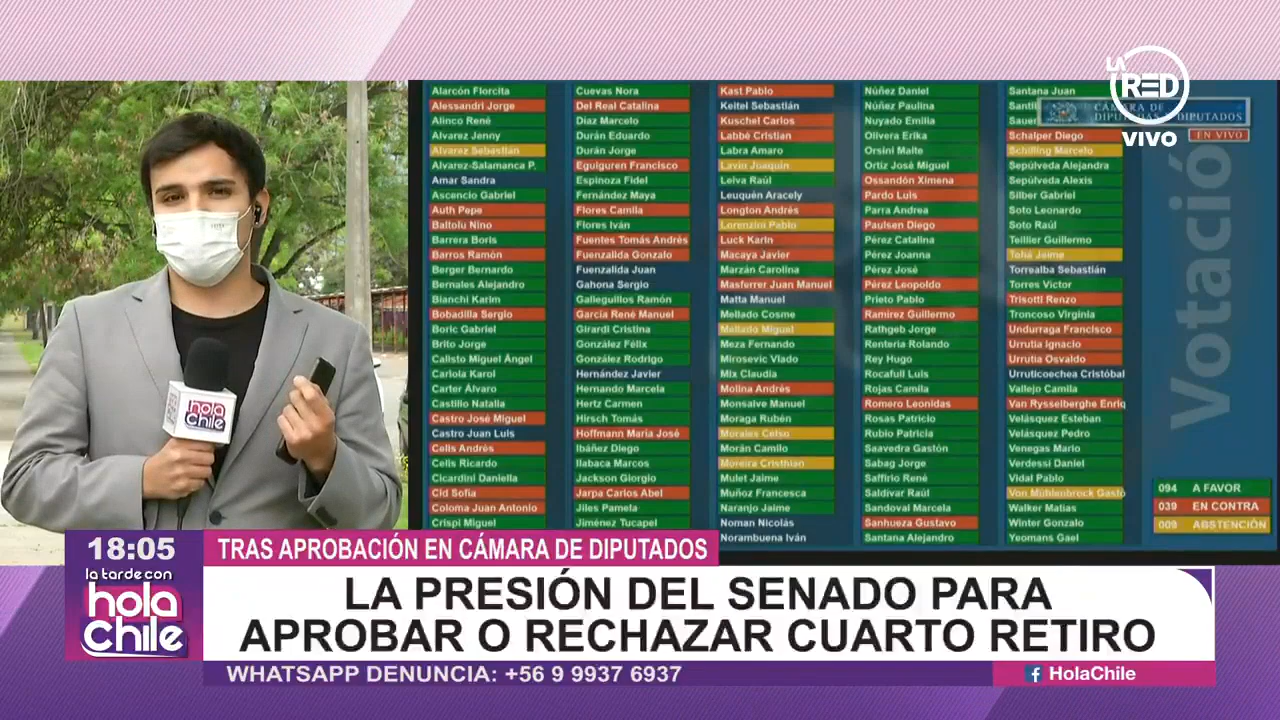 LA
RED
VIVO
CÁMARA DE
DIPUTADAS Y DIPUTADOS
EN VIVO
Votació
Alarcón Florcita
Alessandri Jorge
Alinco René
Alvarez Jenny
Alvarez Sebastián
Alvarez-Salamanca P.
Amar Sandra
Ascencio Gabriel
Auth Pepe
Baltolu Nino
Barrera Boris
Barros Ramón
Berger Bernardo
Bernales Alejandro
Bianchi Karim
Bobadilla Sergio
Boric Gabriel
Brito Jorge
Calisto Miguel Ángel
Cariola Karol
Carter Álvaro
Castillo Natalia
Castro José Miguel
Castro Juan Luis
Celis Andrés
Celis Ricardo
Cicardini Daniella
Cid Sofía
Coloma Juan Antonio
Crispi Miguel
Cuevas Nora
Del Real Catalina
Díaz Marcelo
Durán Eduardo
Durán Jorge
Eguiguren Francisco
Espinoza Fidel
Fernández Maya
Flores Camila
Flores Iván
Fuentes Tomás Andrés
Fuenzalida Gonzalo
Fuenzalida Juan
Gahona Sergio
Galleguillos Ramón
García René Manuel
Girardi Cristina
González Félix
González Rodrigo
Hernández Javier
Hernando Marcela
Hertz Carmen
Hirsch Tomás
Hoffmann María José
Ibáñez Diego
Ilabaca Marcos
Jackson Giorgio
Jarpa Carlos Abel
Jiles Pamela
Jiménez Tucapel
Kast Pablo
Keitel Sebastián
Kuschel Carlos
Labbé Cristian
Labra Amaro
Lavín Joaquín
Leiva Raúl
Leuquén Aracely
Longton Andrés
Lorenzini Pablo
Luck Karin
Macaya Javier
Marzán Carolina
Masferrer Juan Manuel
Matta Manuel
Mellado Cosme
Mellado Miguel
Meza Fernando
Mirosevic Vlado
Mix Claudia
Molina Andrés
Monsalve Manuel
Moraga Rubén
Morales Celso
Morán Camilo
Moreira Cristhian
Mulet Jaime
Muñoz Francesca
Naranjo Jaime
Noman Nicolás
Norambuena Iván
Núñez Daniel
Núñez Paulina
Nuyado Emilia
Olivera Erika
Orsini Maite
Ortiz José Miguel
Ossandón Ximena
Pardo Luis
Parra Andrea
Paulsen Diego
Pérez Catalina
Pérez Joanna
Pérez José
Pérez Leopoldo
Prieto Pablo
Ramírez Guillermo
Rathgeb Jorge
Rentería Rolando
Rey Hugo
Rocafull Luis
Rojas Camila
Romero Leonidas
Rosas Patricio
Rubio Patricia
Saavedra Gastón
Sabag Jorge
Saffirio René
Saldívar Raúl
Sandoval Marcela
Sanhueza Gustavo
Santana Alejandro
Santana Juan
Santil
Sauer
Schalper Diego
Schilling Marcelo
Sepúlveda Alejandra
Sepúlveda Alexis
Silber Gabriel
Soto Leonardo
Soto Raúl
Teillier Guillermo
Tohá Jaime
Torrealba Sebastián
Torres Víctor
Trisotti Renzo
Troncoso Virginia
Undurraga Francisco
Urrutia Ignacio
Urrutia Osvaldo
Urruticoechea Cristóbal
Vallejo Camila
Van Rysselberghe Enriq
Velásquez Esteban
Velásquez Pedro
Venegas Mario
Verdessi Daniel
Vidal Pablo
Von Mühlenbrock Gastó
Walker Matías
Winter Gonzalo
Yeomans Gael
094 A FAVOR
039 EN CONTRA
009 ABSTENCIÓN
hola
Chile
18:05
la tarde con
hola
Chile
TRAS APROBACIÓN EN CÁMARA DE DIPUTADOS
LA PRESIÓN DEL SENADO PARA
APROBAR O RECHAZAR CUARTO RETIRO
WHATSAPP DENUNCIA: +56 9 9937 6937
HolaChile